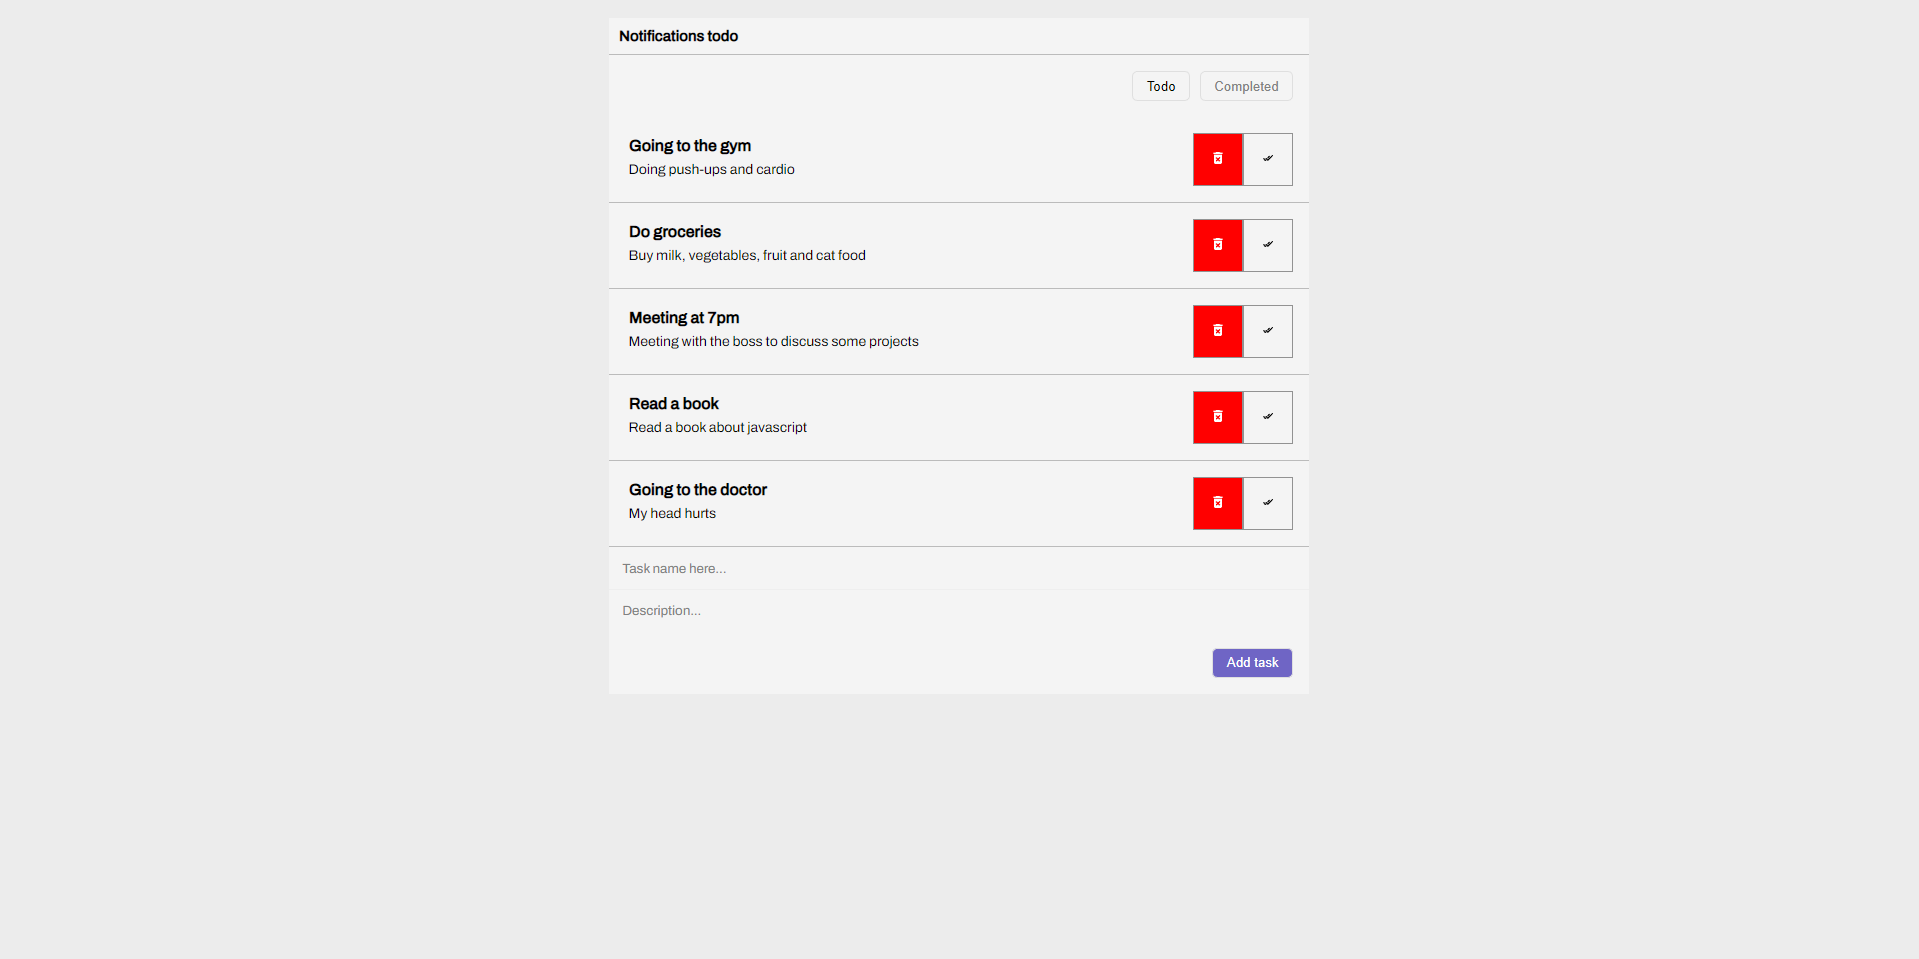 Notifications todo
Todo Completed
Going to the gym
Doing push-ups and cardio
Do groceries
Buy milk, vegetables, fruit and cat food
Meeting at 7pm
Meeting with the boss to discuss some projects
Read a book
Read a book about javascript
Going to the doctor
My head hurts
Task name here...
Description...
Add task